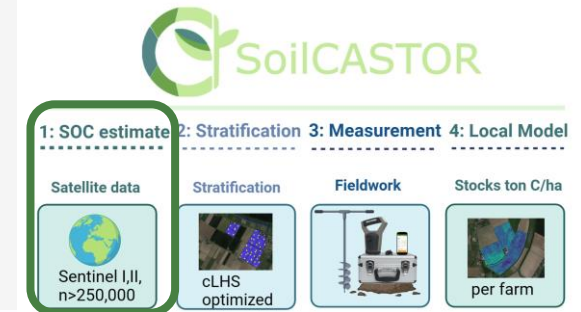 SoilCASTOR
1: SOC estimate 2: Stratification 3: Measurement 4: Local Model
Satellite data Stratification Fieldwork Stocks ton C/ha
Sentinel I,II,
n>250,000
cLHS
optimized
per farm